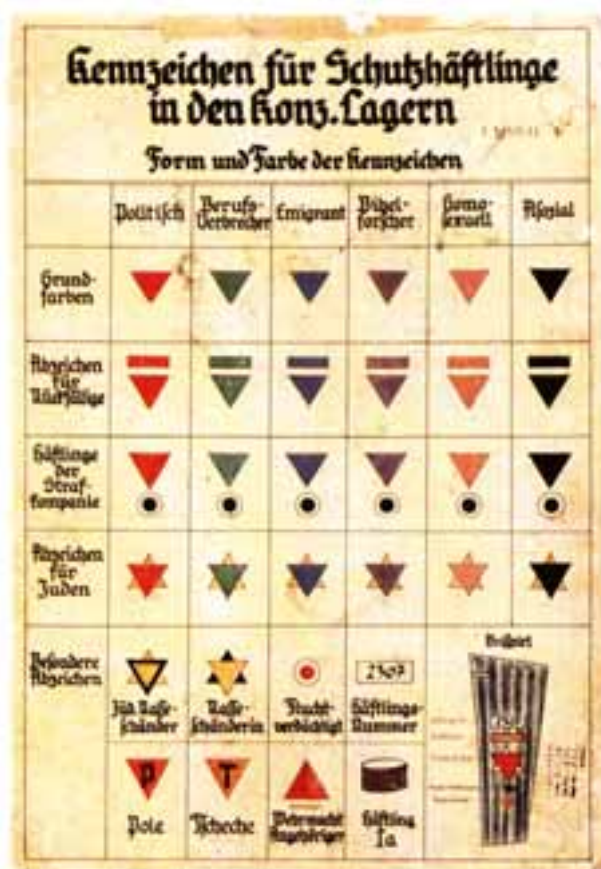 Kennzeichen für Schutzhäftlinge
in den Konz.Lagern
Form und Farbe der Kennzeichen
Politisch
Berufs-
Verbrecher
Emigrant
Bibel-
forscher
Homo-
sexuell
Asozial
Grund-
farben
Abzeichen
für
Rückfällige
Häftlinge
der
Straf-
kompanie
Abzeichen
für
Juden
Besondere
Abzeichen
Jüd. Rasse-
schänder
Rasse-
schänderin
Flucht-
verdächtigt
2307
Häftlings-
Nummer
Beispiel
P
Pole
T
Tscheche
Wehrmacht
Angehöriger
Häftling
Ia